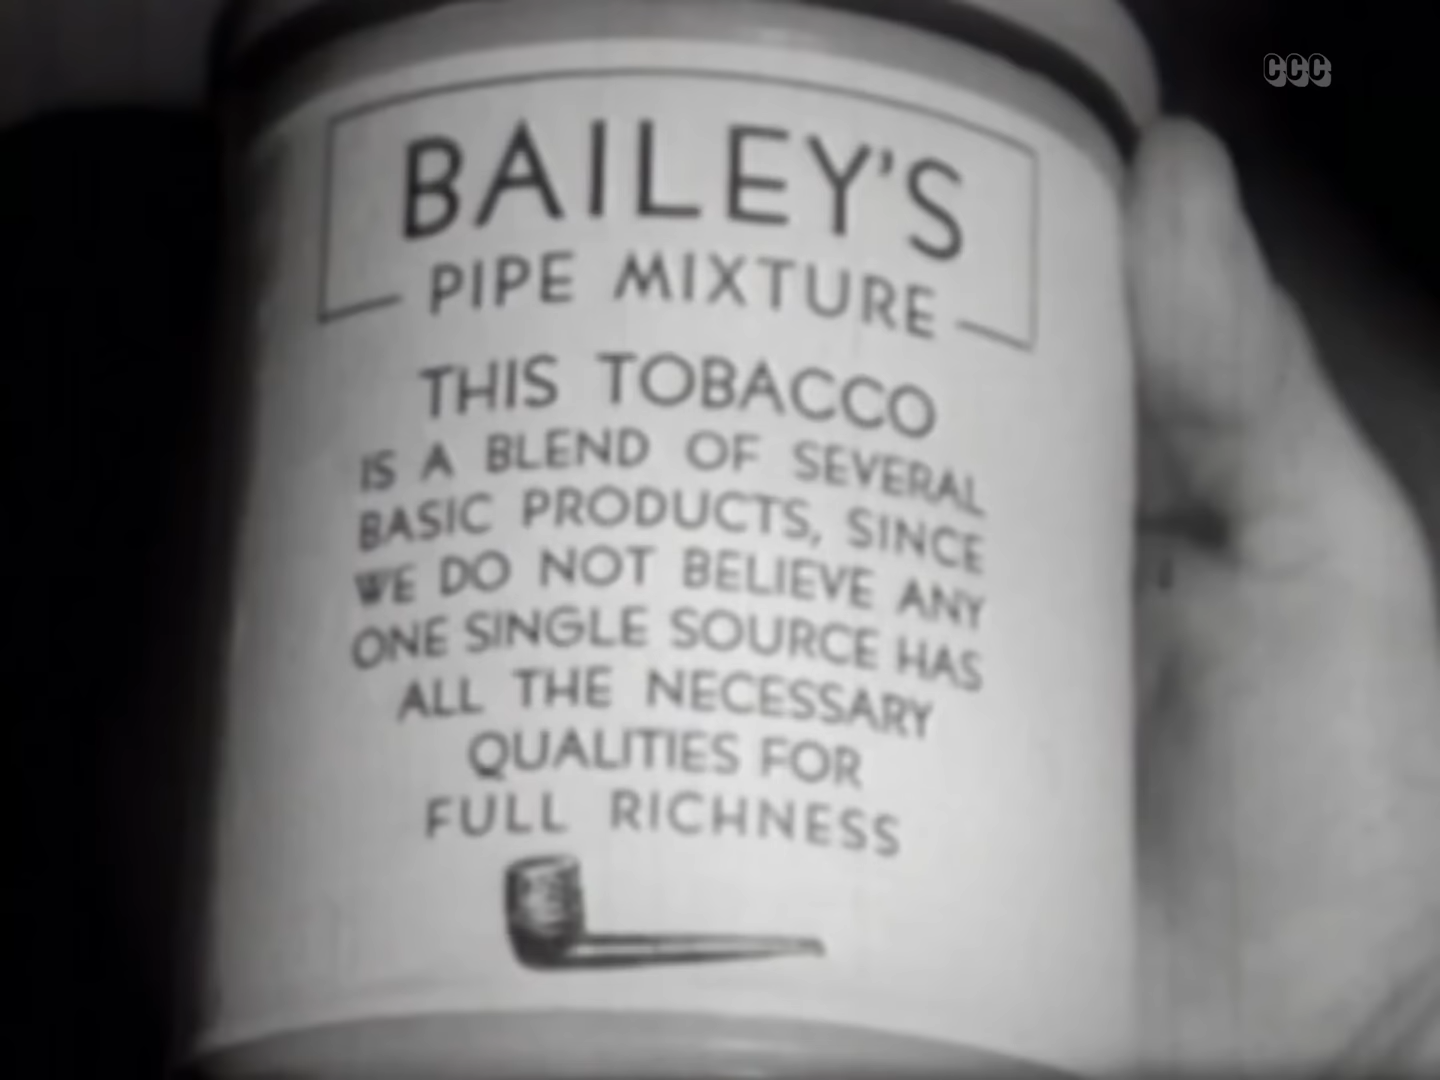 CCC
BAILEY'S
PIPE MIXTURE
THIS TOBACCO
IS A BLEND OF SEVERAL
BASIC PRODUCTS, SINCE
WE DO NOT BELIEVE ANY
ONE SINGLE SOURCE HAS
ALL THE NECESSARY
QUALITIES FOR
FULL RICHNESS